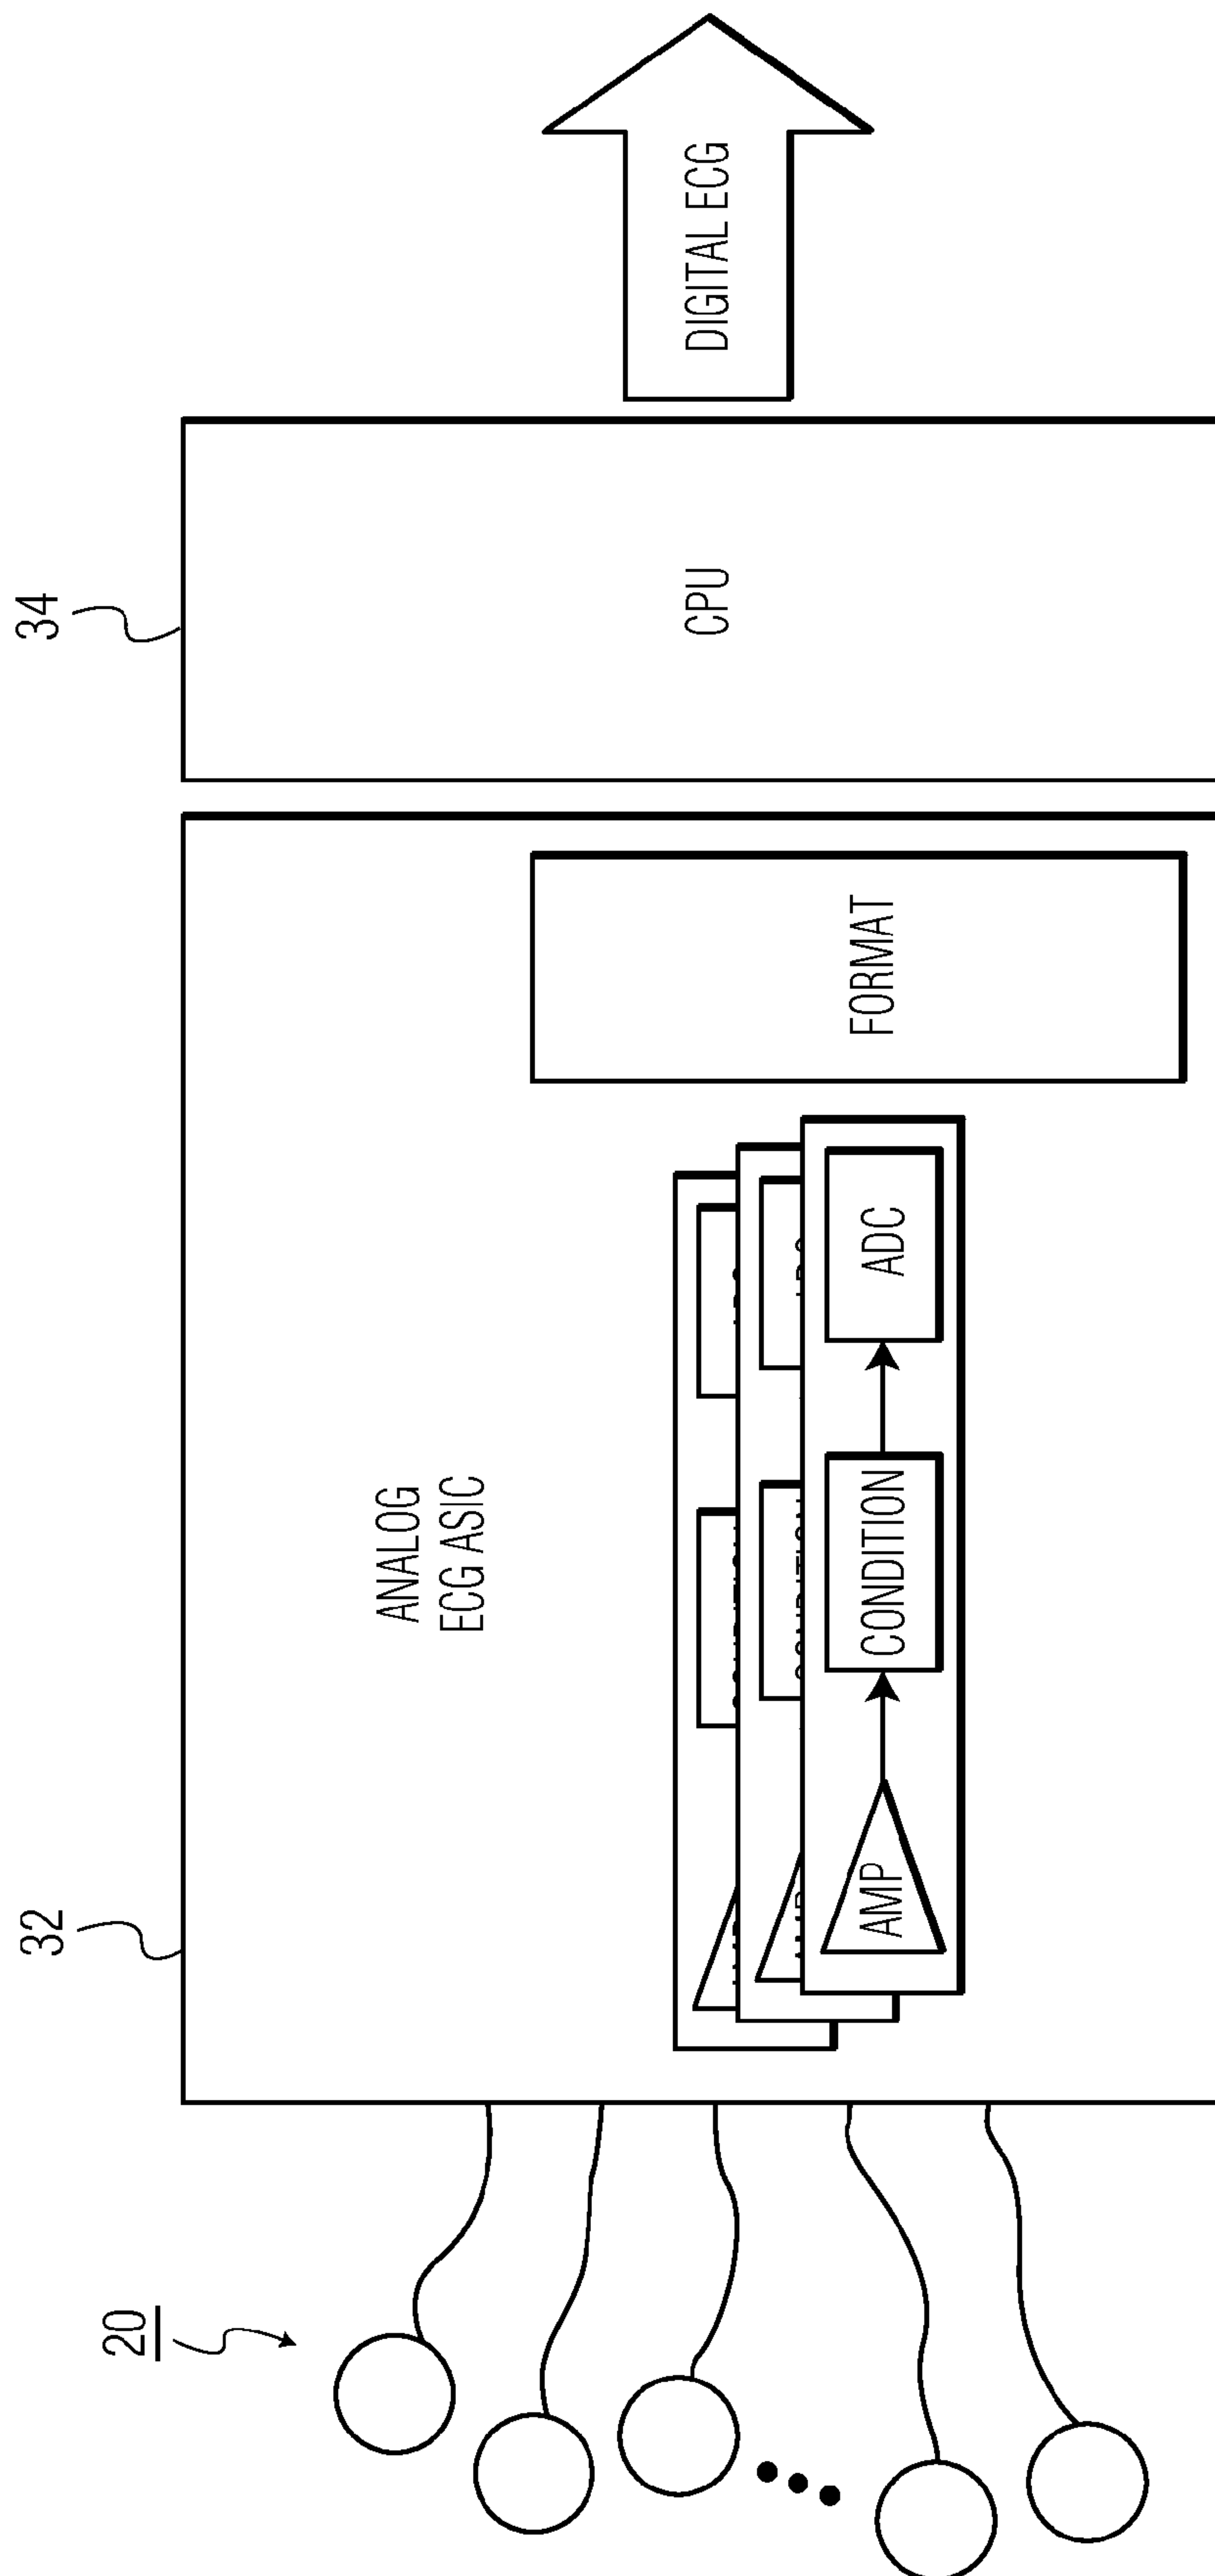 20
32
34
ANALOG
ECG ASIC
AMP
CONDITION
ADC
FORMAT
CPU
DIGITAL ECG